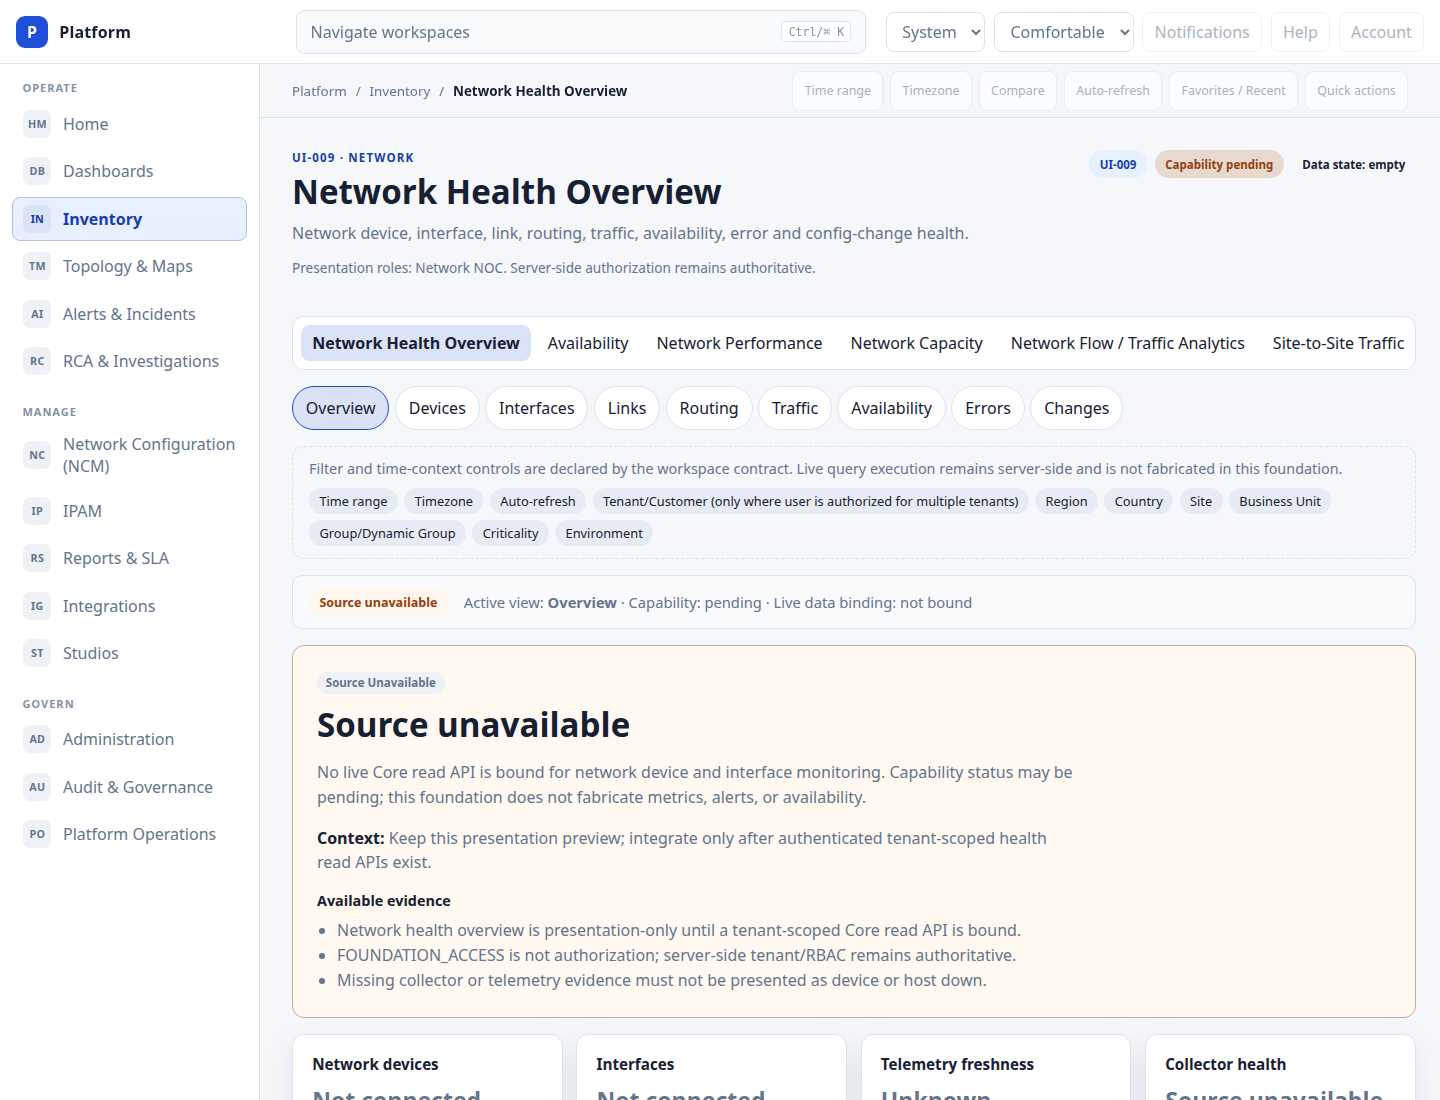 P Platform
Navigate workspaces Ctrl/⌘ K System Comfortable Notifications Help Account
OPERATE
HM Home
DB Dashboards
IN Inventory
TM Topology & Maps
AI Alerts & Incidents
RC RCA & Investigations
MANAGE
NC Network Configuration
(NCM)
IP IPAM
RS Reports & SLA
IG Integrations
ST Studios
GOVERN
AD Administration
AU Audit & Governance
PO Platform Operations
Platform / Inventory / Network Health Overview
Time range Timezone Compare Auto-refresh Favorites / Recent Quick actions
UI-009 · NETWORK
Network Health Overview
UI-009 Capability pending Data state: empty
Network device, interface, link, routing, traffic, availability, error and config-change health.
Presentation roles: Network NOC. Server-side authorization remains authoritative.
Network Health Overview Availability Network Performance Network Capacity Network Flow / Traffic Analytics Site-to-Site Traffic
Overview Devices Interfaces Links Routing Traffic Availability Errors Changes
Filter and time-context controls are declared by the workspace contract. Live query execution remains server-side and is not fabricated in this foundation.
Time range Timezone Auto-refresh Tenant/Customer (only where user is authorized for multiple tenants) Region Country Site Business Unit
Group/Dynamic Group Criticality Environment
Source unavailable Active view: Overview · Capability: pending · Live data binding: not bound
Source Unavailable
Source unavailable
No live Core read API is bound for network device and interface monitoring. Capability status may be
pending; this foundation does not fabricate metrics, alerts, or availability.
Context: Keep this presentation preview; integrate only after authenticated tenant-scoped health
read APIs exist.
Available evidence
• Network health overview is presentation-only until a tenant-scoped Core read API is bound.
• FOUNDATION_ACCESS is not authorization; server-side tenant/RBAC remains authoritative.
• Missing collector or telemetry evidence must not be presented as device or host down.
Network devices Interfaces Telemetry freshness Collector health
Not connected Not connected Unknown Source unavailable